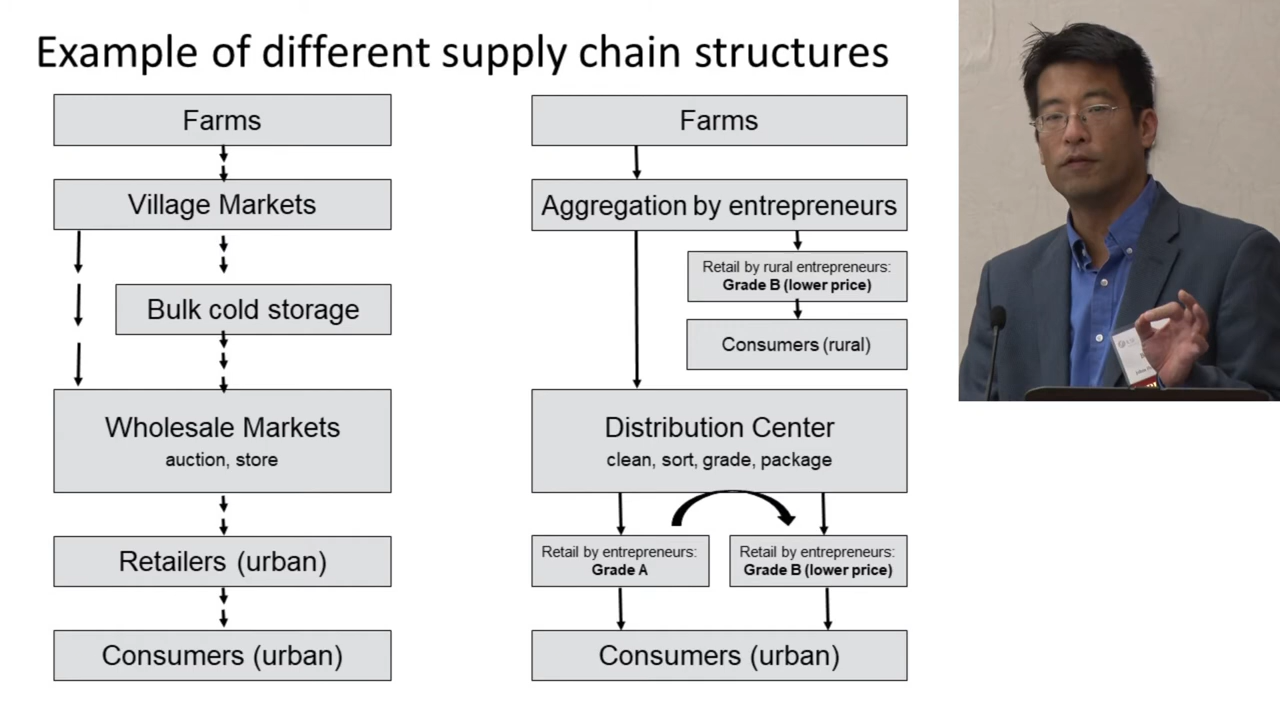 Example of different supply chain structures
Farms
Village Markets
Bulk cold storage
Wholesale Markets
auction, store
Retailers (urban)
Consumers (urban)
Farms
Aggregation by entrepreneurs
Retail by rural entrepreneurs:
Grade B (lower price)
Consumers (rural)
Distribution Center
clean, sort, grade, package
Retail by entrepreneurs:
Grade A
Retail by entrepreneurs:
Grade B (lower price)
Consumers (urban)